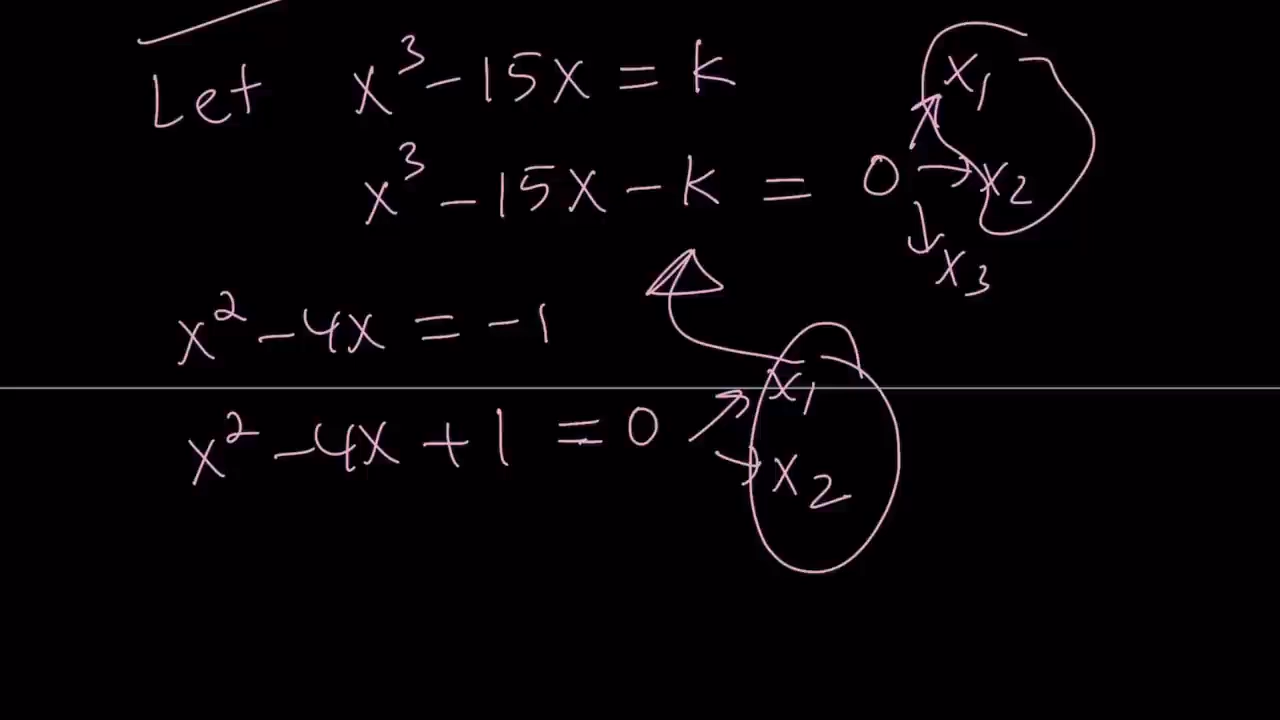 Let x³ - 15x = k
x₁
x³ - 15x - k = 0 → x₂
x₃
x² - 4x = -1
x₁
x² - 4x + 1 = 0
x₂